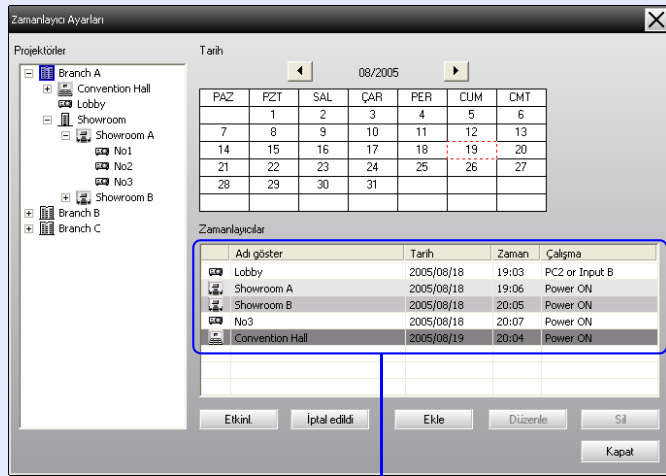 Zamanlayıcı Ayarları
Projektörler
Branch A
Convention Hall
Lobby
Showroom
Showroom A
No1
No2
No3
Showroom B
Branch B
Branch C
Tarih
08/2005
PAZ PZT SAL ÇAR PER CUM CMT
1 2 3 4 5 6
7 8 9 10 11 12 13
14 15 16 17 18 19 20
21 22 23 24 25 26 27
28 29 30 31
Zamanlayıcılar
Adı göster Tarih Zaman Çalışma
Lobby 2005/08/18 19:03 PC2 or Input B
Showroom A 2005/08/18 19:06 Power ON
Showroom B 2005/08/18 20:05 Power ON
No3 2005/08/18 20:07 Power ON
Convention Hall 2005/08/19 20:04 Power ON
Etkinl. İptal edildi Ekle Düzenle Sil
Kapat